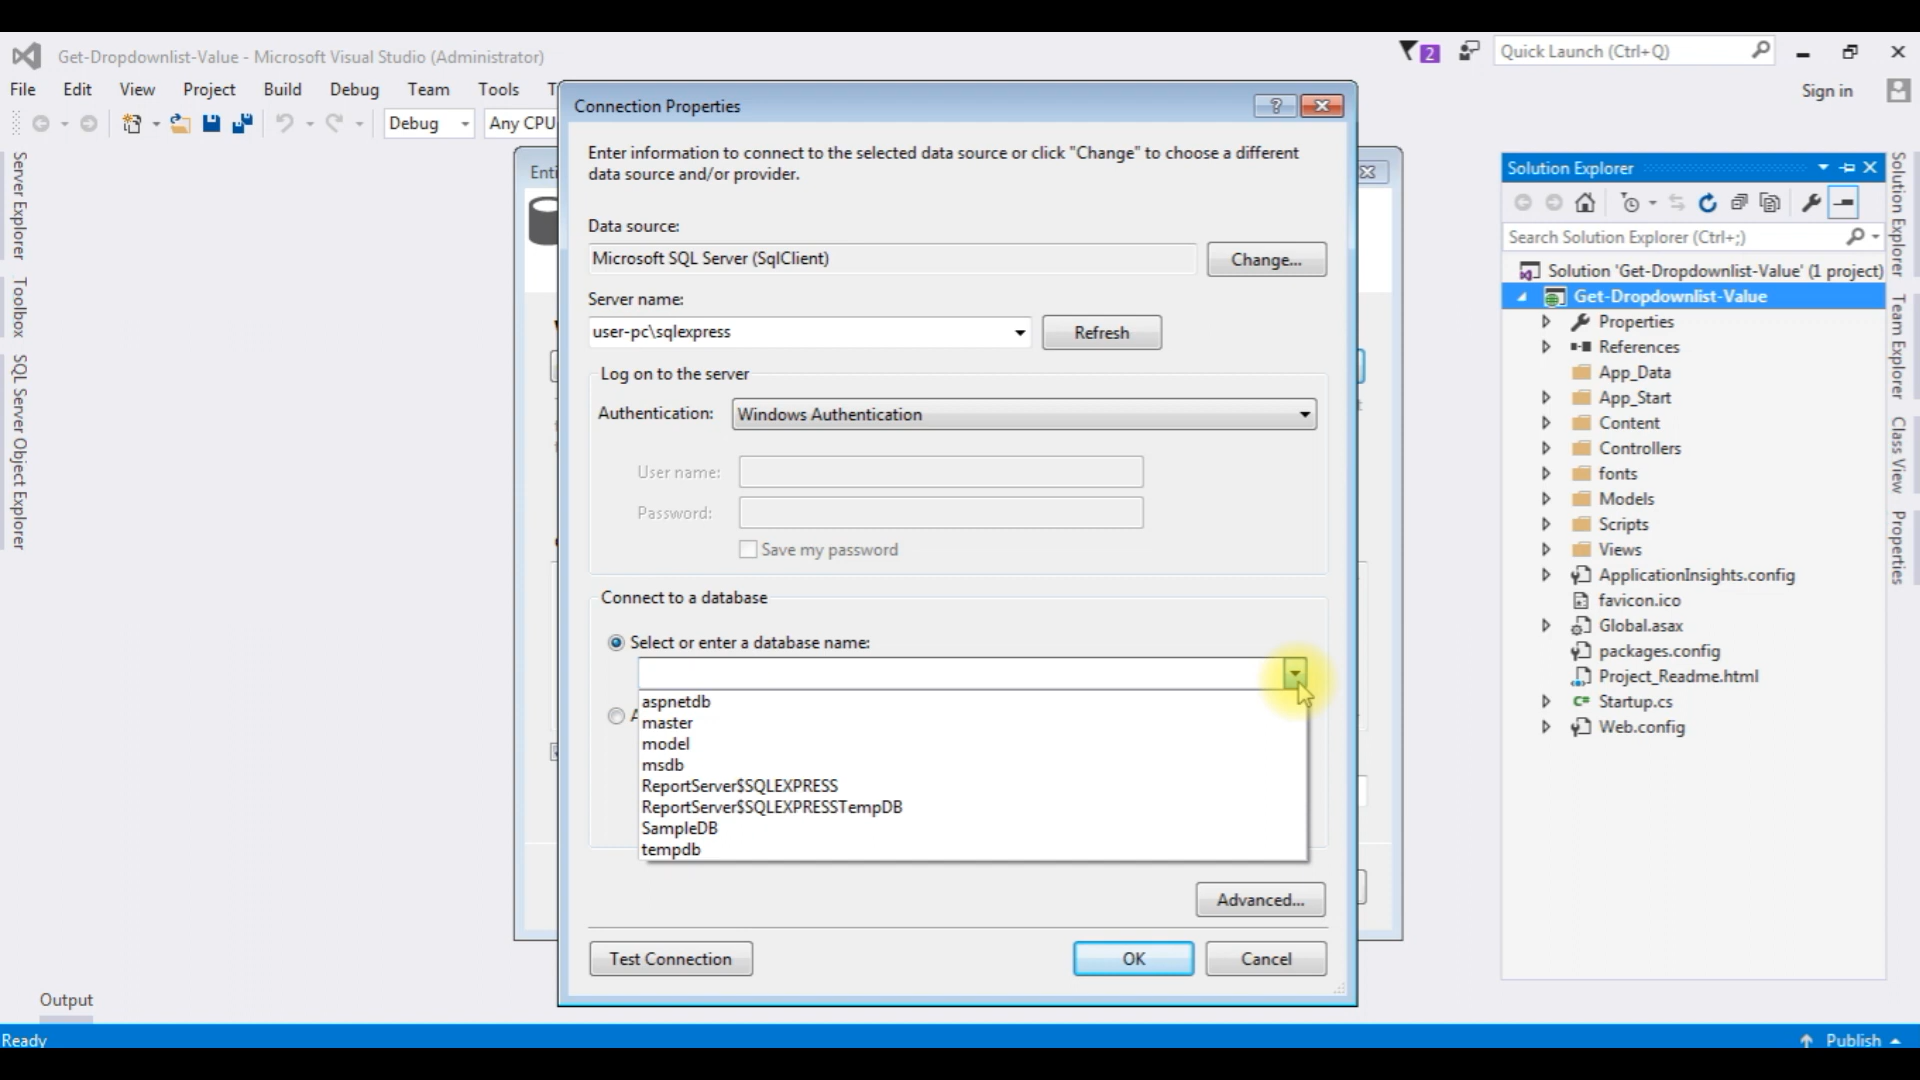 Get-Dropdownlist-Value - Microsoft Visual Studio (Administrator)
2
Quick Launch (Ctrl+Q)
File Edit View Project Build Debug Team Tools
Sign in
Debug
Any CPU
Server Explorer
Toolbox
SQL Server Object Explorer
Connection Properties
Enter information to connect to the selected data source or click "Change" to choose a different
data source and/or provider.
Data source:
Microsoft SQL Server (SqlClient)
Change...
Server name:
user-pc\sqlexpress
Refresh
Log on to the server
Authentication:
Windows Authentication
User name:
Password:
Save my password
Connect to a database
Select or enter a database name:
aspnetdb
master
model
msdb
ReportServer$SQLEXPRESS
ReportServer$SQLEXPRESSTempDB
SampleDB
tempdb
Advanced...
Test Connection
OK
Cancel
Solution Explorer
Search Solution Explorer (Ctrl+;)
Solution 'Get-Dropdownlist-Value' (1 project)
Get-Dropdownlist-Value
Properties
References
App_Data
App_Start
Content
Controllers
fonts
Models
Scripts
Views
ApplicationInsights.config
favicon.ico
Global.asax
packages.config
Project_Readme.html
Startup.cs
Web.config
Solution Explorer
Team Explorer
Class View
Properties
Output
Ready
Publish